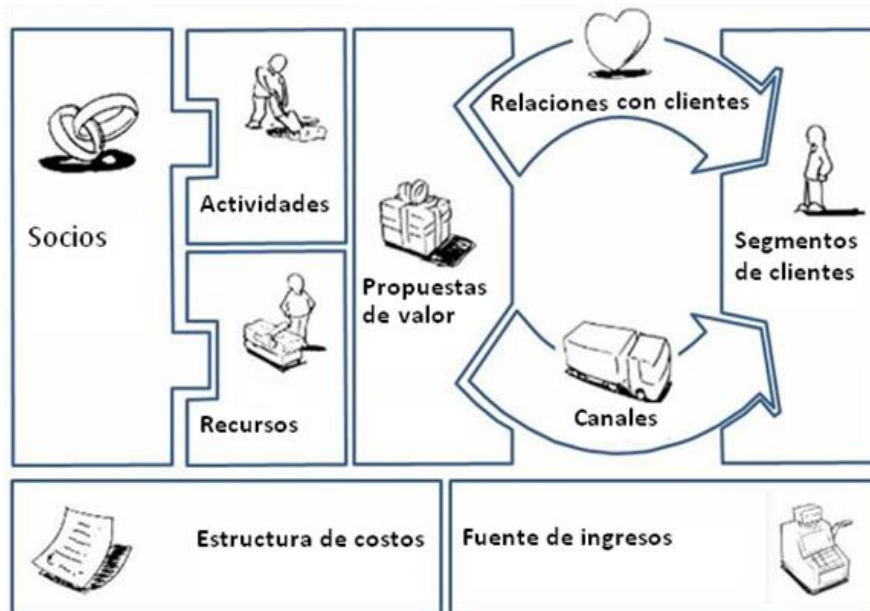 Socios
Actividades
Recursos
Propuestas
de valor
Relaciones con clientes
Canales
Segmentos
de clientes
Estructura de costos
Fuente de ingresos